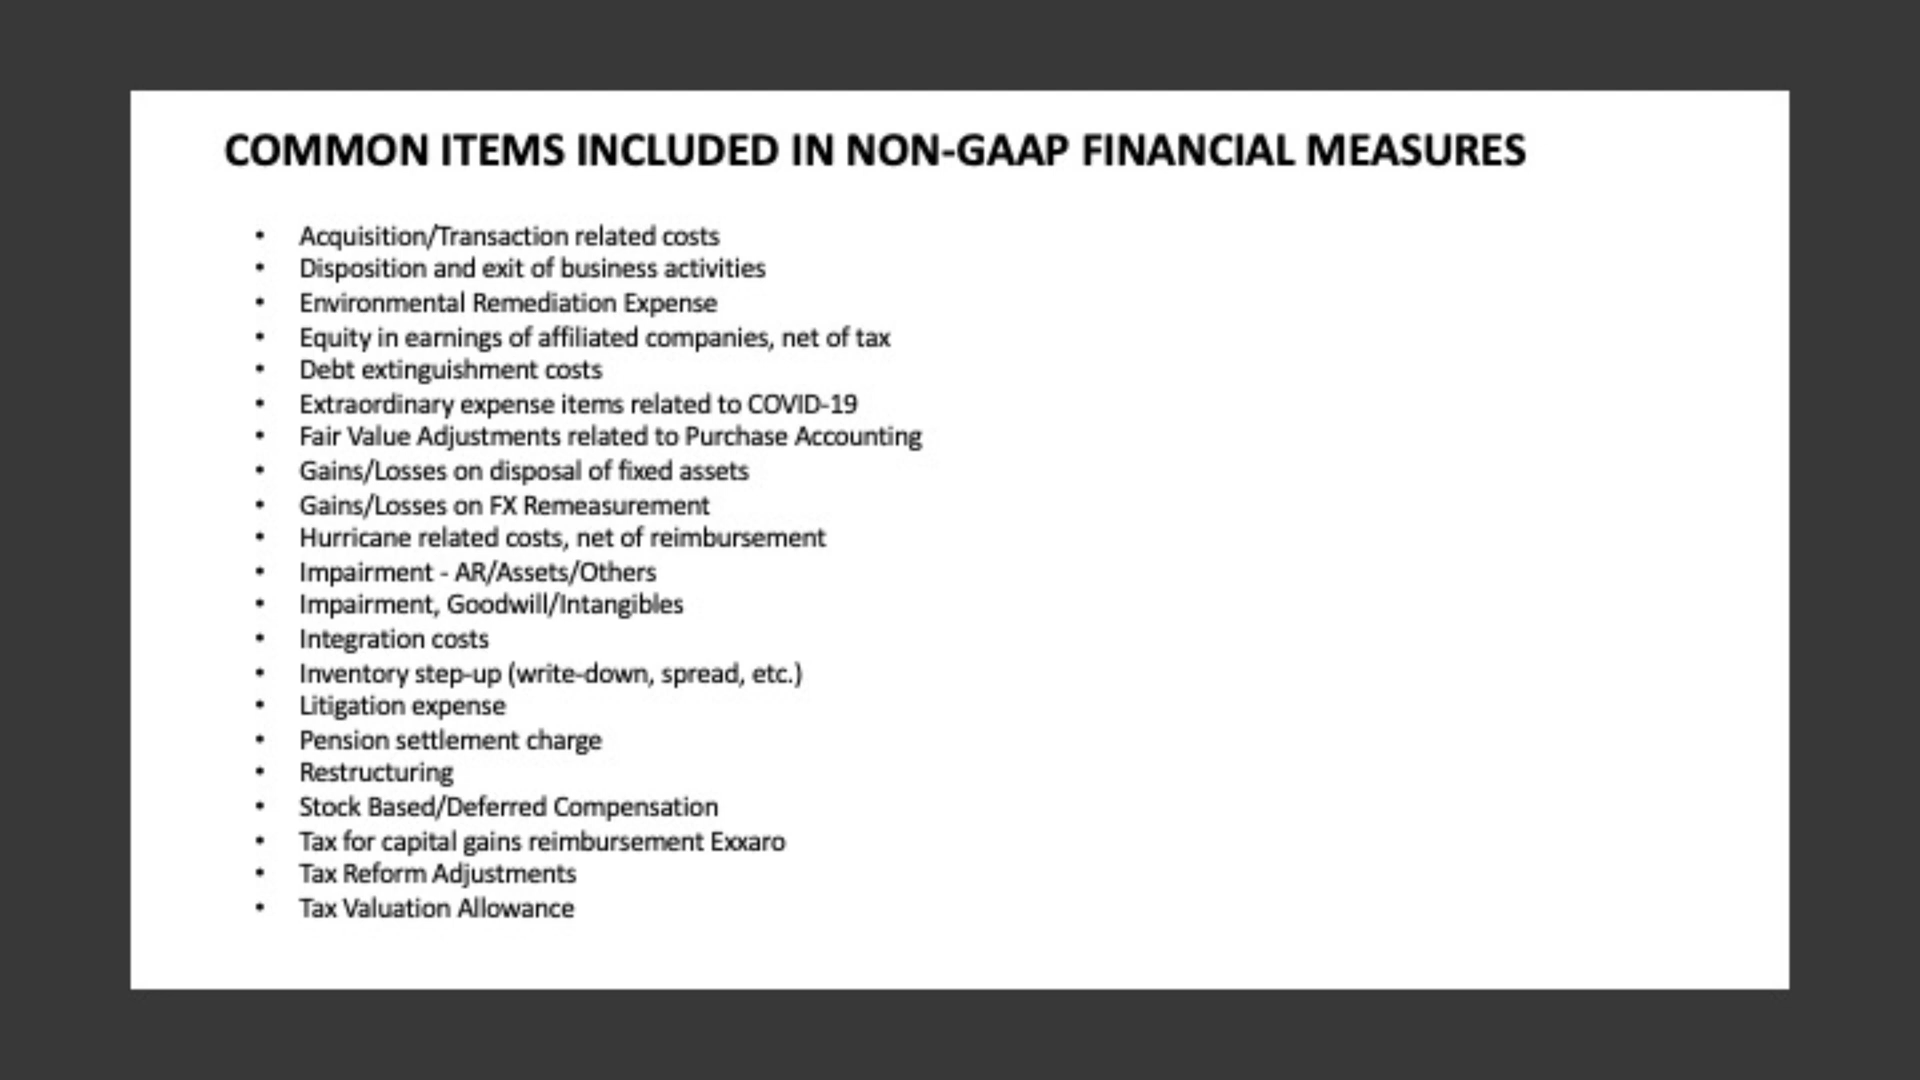 COMMON ITEMS INCLUDED IN NON-GAAP FINANCIAL MEASURES
• Acquisition/Transaction related costs
• Disposition and exit of business activities
• Environmental Remediation Expense
• Equity in earnings of affiliated companies, net of tax
• Debt extinguishment costs
• Extraordinary expense items related to COVID-19
• Fair Value Adjustments related to Purchase Accounting
• Gains/Losses on disposal of fixed assets
• Gains/Losses on FX Remeasurement
• Hurricane related costs, net of reimbursement
• Impairment - AR/Assets/Others
• Impairment, Goodwill/Intangibles
• Integration costs
• Inventory step-up (write-down, spread, etc.)
• Litigation expense
• Pension settlement charge
• Restructuring
• Stock Based/Deferred Compensation
• Tax for capital gains reimbursement Exxaro
• Tax Reform Adjustments
• Tax Valuation Allowance